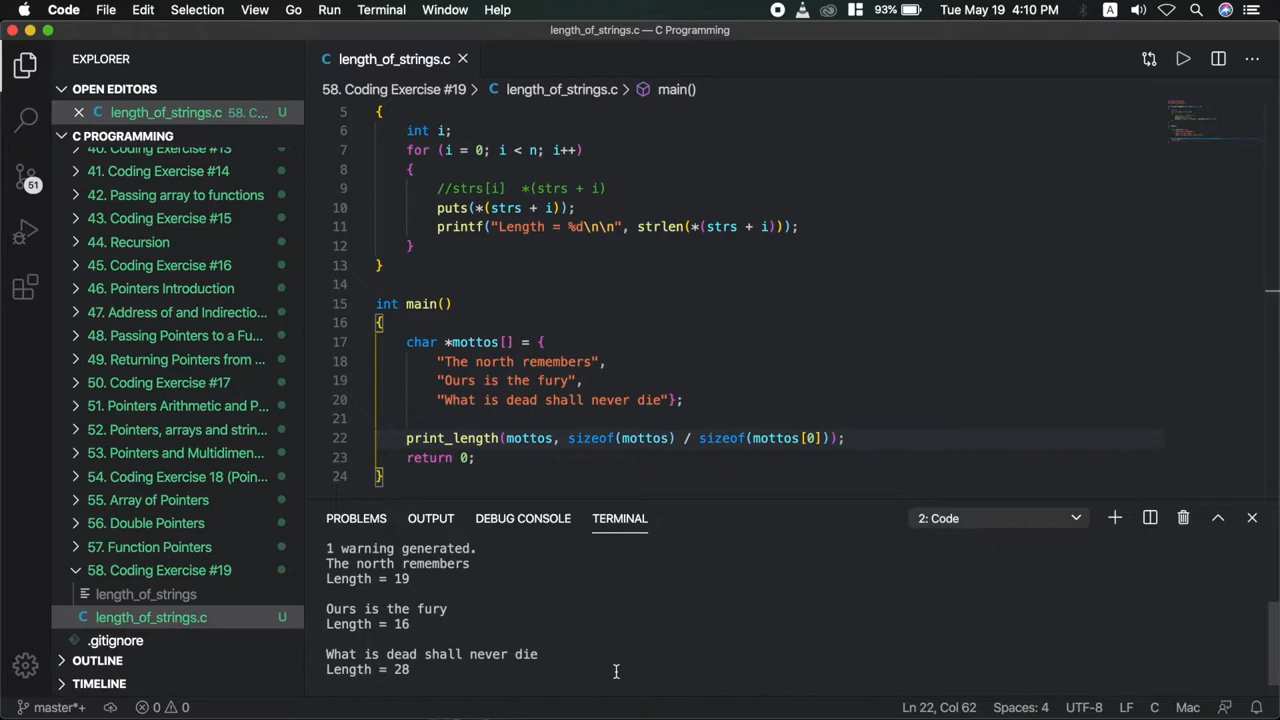 Code File Edit Selection View Go Run Terminal Window Help 93% Tue May 19 4:10 PM A
length_of_strings.c — C Programming
EXPLORER
OPEN EDITORS
length_of_strings.c 58. C... U
C PROGRAMMING
40. Coding Exercise #13
41. Coding Exercise #14
42. Passing array to functions
43. Coding Exercise #15
44. Recursion
45. Coding Exercise #16
46. Pointers Introduction
47. Address of and Indirectio...
48. Passing Pointers to a Fu...
49. Returning Pointers from ...
50. Coding Exercise #17
51. Pointers Arithmetic and P...
52. Pointers, arrays and strin...
53. Pointers and Multidimen...
54. Coding Exercise 18 (Poin...
55. Array of Pointers
56. Double Pointers
57. Function Pointers
58. Coding Exercise #19
length_of_strings
C length_of_strings.c U
.gitignore
OUTLINE
TIMELINE
51
C length_of_strings.c
58. Coding Exercise #19 > C length_of_strings.c > main()
5 {
6 int i;
7 for (i = 0; i < n; i++)
8 {
9 //strs[i] *(strs + i)
10 puts(*(strs + i));
11 printf("Length = %d\n\n", strlen(*(strs + i)));
12 }
13 }
14
15 int main()
16 {
17 char *mottos[] = {
18 "The north remembers",
19 "Ours is the fury",
20 "What is dead shall never die"};
21
22 print_length(mottos, sizeof(mottos) / sizeof(mottos[0]));
23 return 0;
24 }
PROBLEMS OUTPUT DEBUG CONSOLE TERMINAL 2: Code
1 warning generated.
The north remembers
Length = 19
Ours is the fury
Length = 16
What is dead shall never die
Length = 28
master*+ 0 0 Ln 22, Col 62 Spaces: 4 UTF-8 LF C Mac